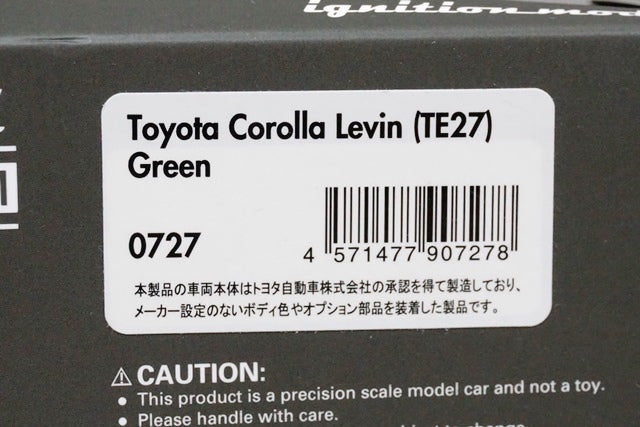 ignition mod
Toyota Corolla Levin (TE27)
Green
0727
4 571477 907278
本製品の車両本体はトヨタ自動車株式会社の承認を得て製造しており、
メーカー設定のないボディ色やオプション部品を装着した製品です。
⚠ CAUTION:
• This product is a precision scale model car and not a toy.
• Please handle with care.